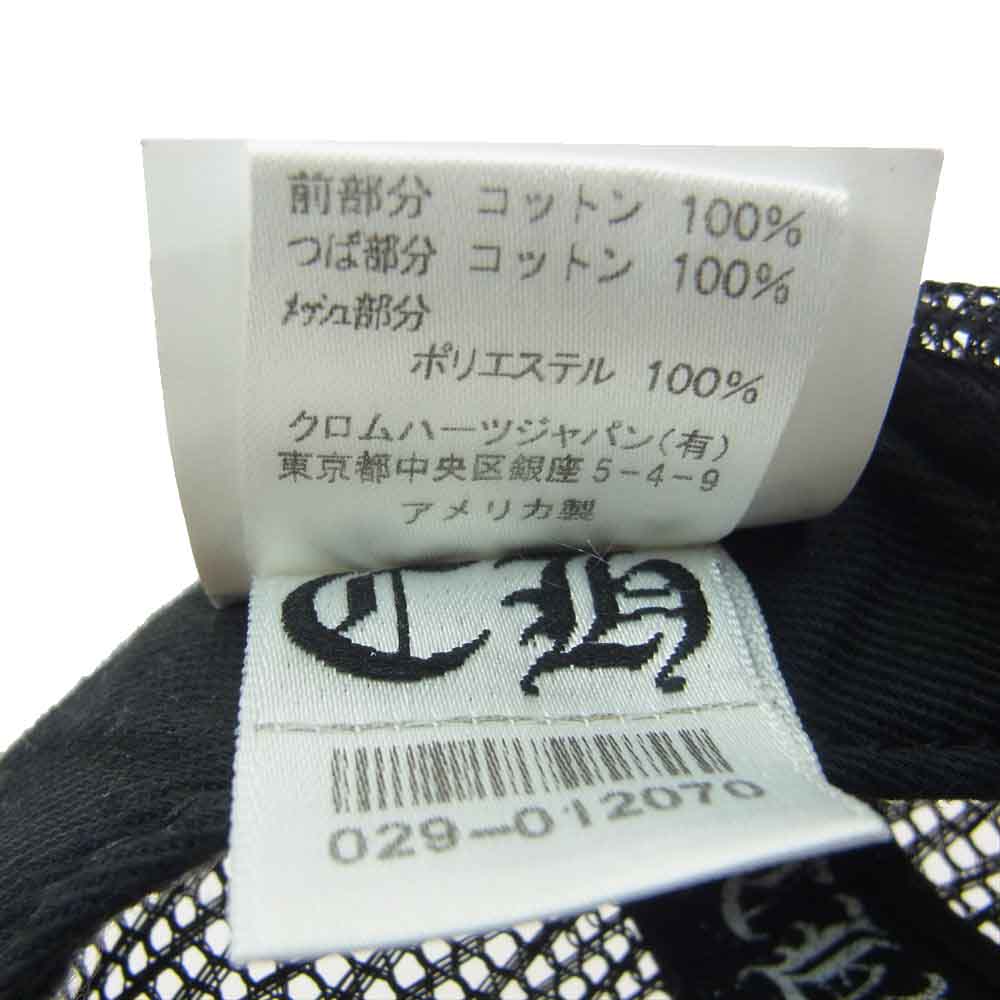 前部分 コットン 100%
つば部分 コットン 100%
ﾒｯｼｭ部分
ポリエステル 100%
クロムハーツジャパン(有)
東京都中央区銀座5-4-9
アメリカ製
CH
029-012070
CH